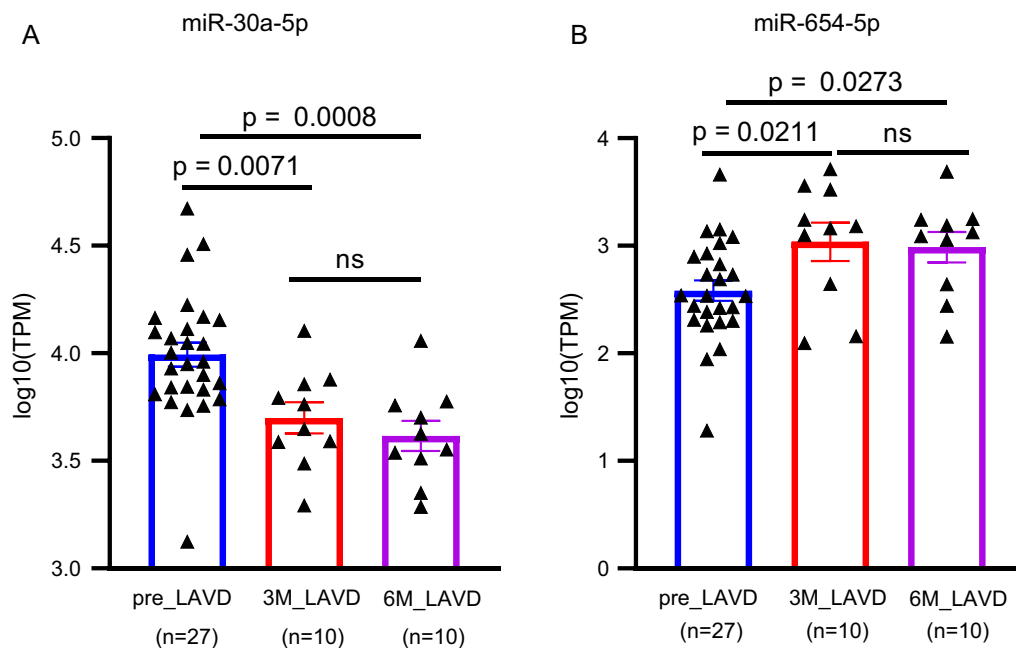 A
miR-30a-5p
p = 0.0008
p = 0.0071
ns
log10(TPM)
5.0
4.5
4.0
3.5
3.0
pre_LAVD
3M_LAVD
6M_LAVD
(n=27)
(n=10)
(n=10)
B
miR-654-5p
p = 0.0273
p = 0.0211
ns
log10(TPM)
4
3
2
1
0
pre_LAVD
3M_LAVD
6M_LAVD
(n=27)
(n=10)
(n=10)